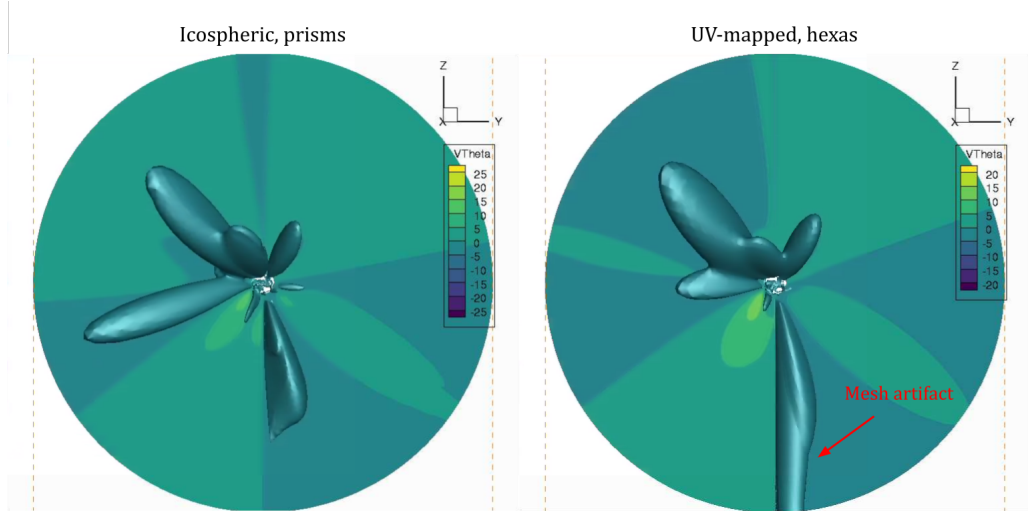 Icospheric, prisms
UV-mapped, hexas
Z
X
Y
VTheta
25
20
15
10
5
0
-5
-10
-15
-20
-25
Z
X
Y
VTheta
20
15
10
5
0
-5
-10
-15
-20
Mesh artifact